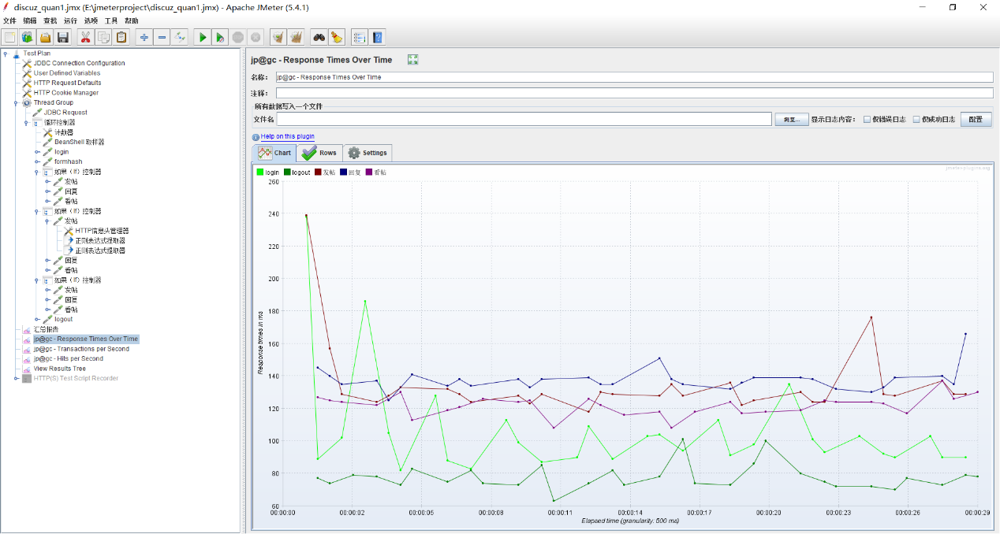 discuz_quan1.jmx (E:\jmeterproject\discuz_quan1.jmx) - Apache JMeter (5.4.1)
文件 编辑 查找 运行 选项 工具 帮助
Test Plan
JDBC Connection Configuration
User Defined Variables
HTTP Request Defaults
HTTP Cookie Manager
Thread Group
JDBC Request
循环控制器
计数器
BeanShell 取样器
login
formhash
如果（If）控制器
发帖
回复
看帖
如果（If）控制器
发帖
HTTP信息头管理器
正则表达式提取器
正则表达式提取器
回复
看帖
如果（If）控制器
发帖
回复
看帖
logout
汇总报告
jp@gc - Response Times Over Time
jp@gc - Transactions per Second
jp@gc - Hits per Second
View Results Tree
HTTP(S) Test Script Recorder
jp@gc - Response Times Over Time
名称： jp@gc - Response Times Over Time
注释：
所有数据写入一个文件
文件名 浏览... 显示日志内容： 仅错误日志 仅成功日志 配置
Help on this plugin
Chart Rows Settings
login logout 发帖 回复 看帖
jmeter-plugins.org
260
240
220
200
180
160
140
120
100
80
60
Response times in ms
00:00:00 00:00:02 00:00:05 00:00:08 00:00:11 00:00:14 00:00:17 00:00:20 00:00:23 00:00:26 00:00:29
Elapsed time (granularity: 500 ms)